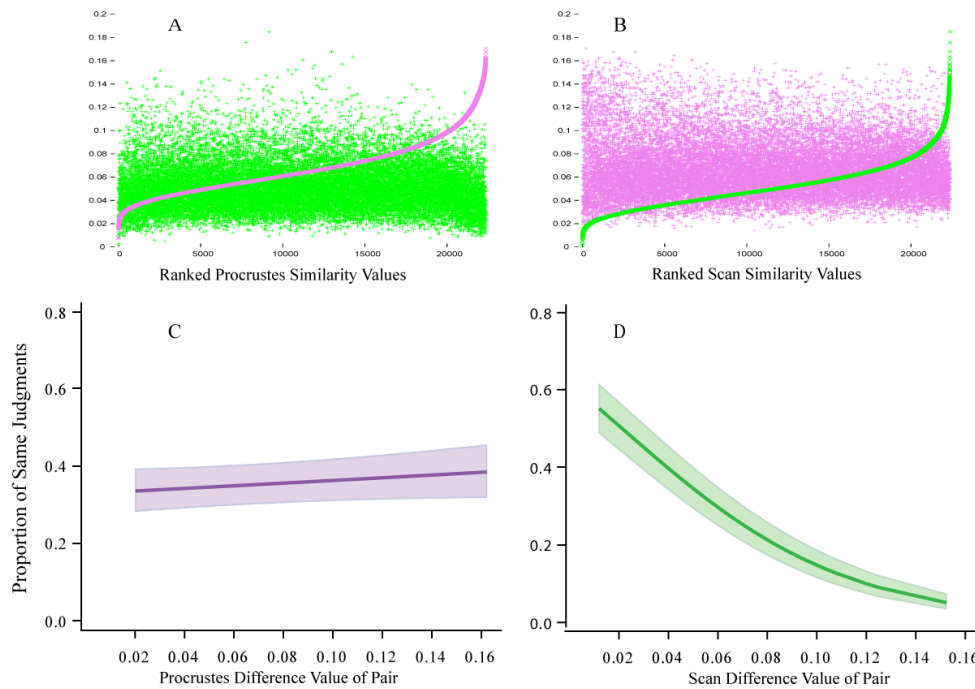 A
0.2
0.18
0.16
0.14
0.12
0.1
0.08
0.06
0.04
0.02
0
0 5000 10000 15000 20000
Ranked Procrustes Similarity Values
B
0.2
0.18
0.16
0.14
0.12
0.1
0.08
0.06
0.04
0.02
0
0 5000 10000 15000 20000
Ranked Scan Similarity Values
Proportion of Same Judgments
C
0.8
0.6
0.4
0.2
0.0
0.02 0.04 0.06 0.08 0.10 0.12 0.14 0.16
Procrustes Difference Value of Pair
D
0.8
0.6
0.4
0.2
0.0
0.02 0.04 0.06 0.08 0.10 0.12 0.14 0.16
Scan Difference Value of Pair